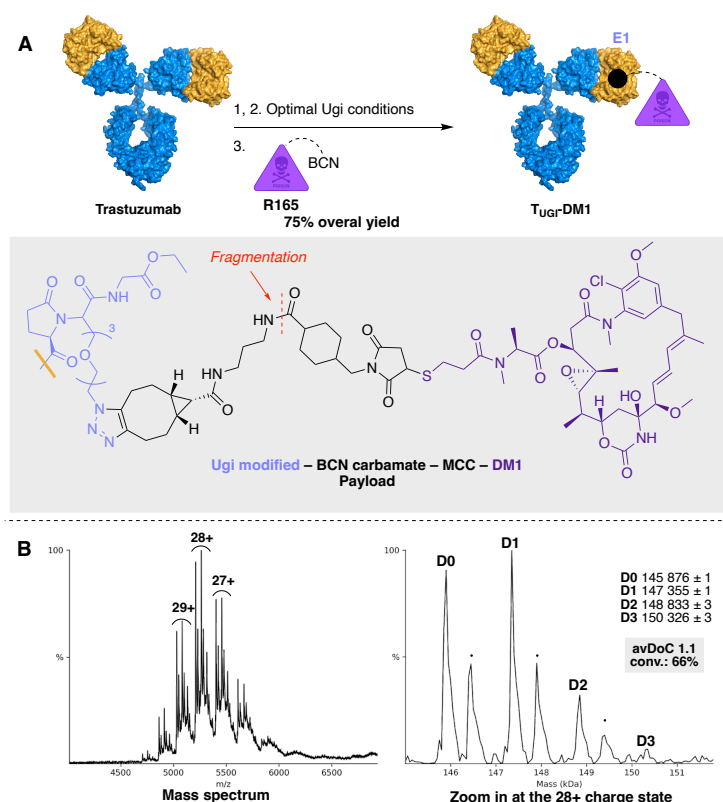 A
E1
1, 2. Optimal Ugi conditions
3.
BCN
POISON
R165
75% overal yield
Trastuzumab
T_UGI-DM1
POISON
Fragmentation
O
O
O
NH
O
N
3
O
O
N
N
N
H
H
HN
O
NH
O
HN
O
N
O
S
O
N
O
O
O
O
N
Cl
O
O
HO
H
O
NH
O
O
Ugi modified – BCN carbamate – MCC – DM1
Payload
B
100
%
29+
28+
27+
4500 5000 5500 6000 6500
m/z
Mass spectrum
100
%
D0
D1
D2
D3
D0 145 876 ± 1
D1 147 355 ± 1
D2 148 833 ± 3
D3 150 326 ± 3
avDoC 1.1
conv.: 66%
146 147 148 149 150 151
Mass (kDa)
Zoom in at the 28+ charge state